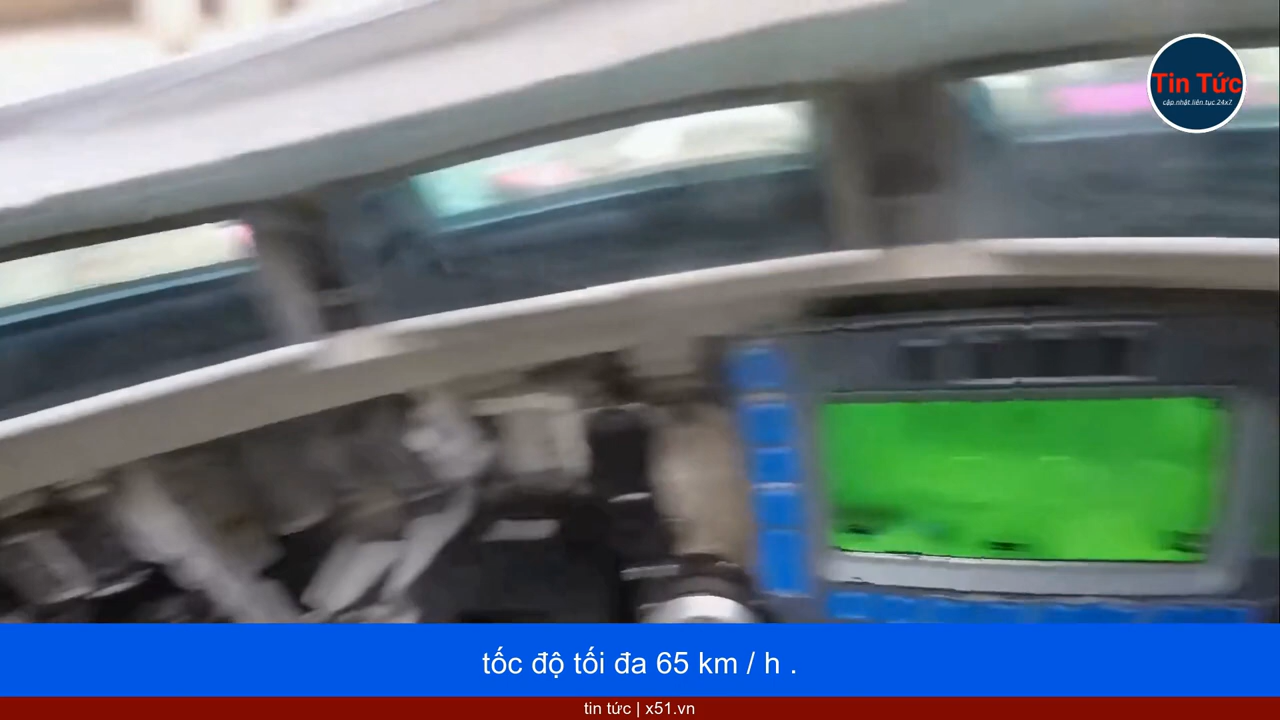 Tin Tức
cập.nhật.liên.tục.24x7
tốc độ tối đa 65 km / h .
tin tức | x51.vn